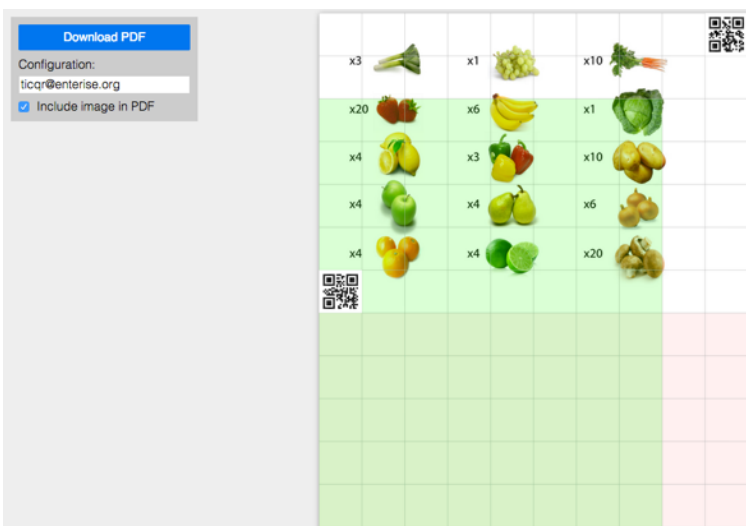 Download PDF
Configuration:
ticqr@enterise.org
Include image in PDF
x3 x1 x10
x20 x6 x1
x4 x3 x10
x4 x4 x6
x4 x4 x20